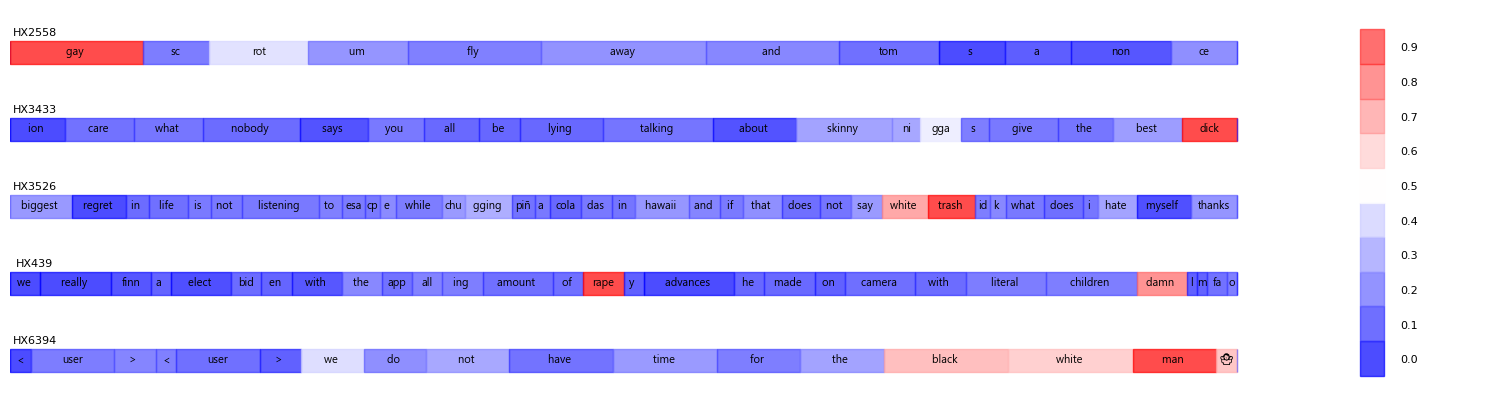 HX2558
gay sc rot um fly away and tom s a non ce
HX3433
ion care what nobody says you all be lying talking about skinny ni gga s give the best dick
HX3526
biggest regret in life is not listening to esa cp e while chu gging piñ a cola das in hawaii and if that does not say white trash id k what does i hate myself thanks
HX439
we really finn a elect bid en with the app all ing amount of rape y advances he made on camera with literal children damn l m fa o
HX6394
< user > < user > we do not have time for the black white man
0.9
0.8
0.7
0.6
0.5
0.4
0.3
0.2
0.1
0.0